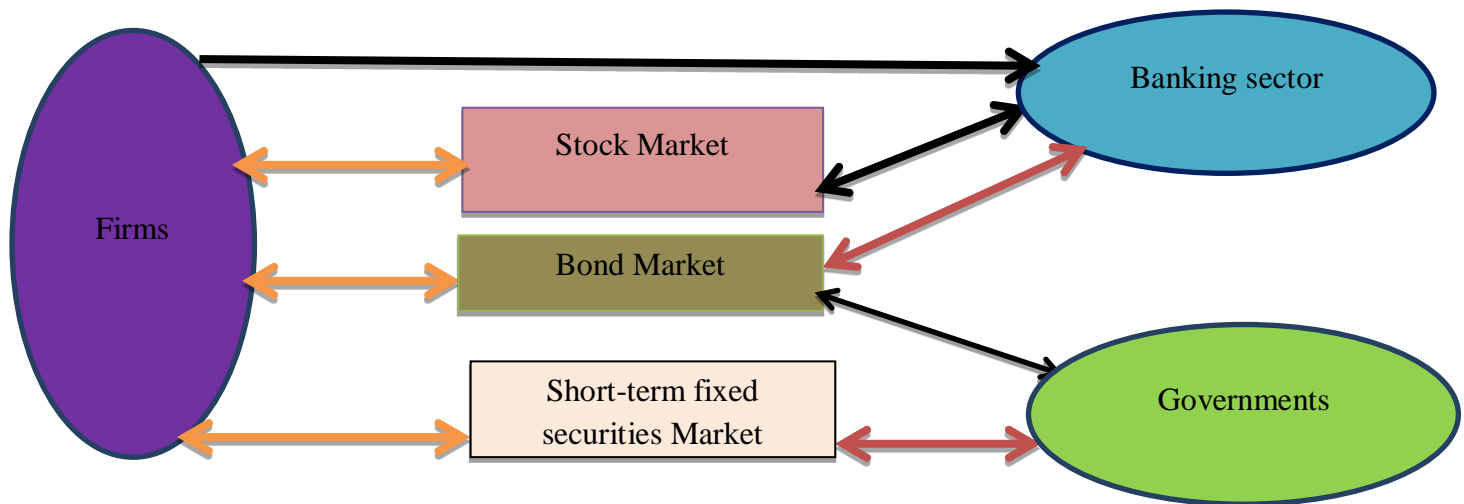 Banking sector
Stock Market
Firms
Bond Market
Short-term fixed
securities Market
Governments